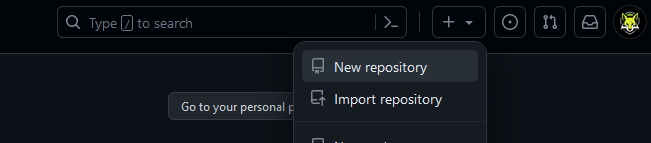 Type / to search
New repository
Go to your personal
Import repository